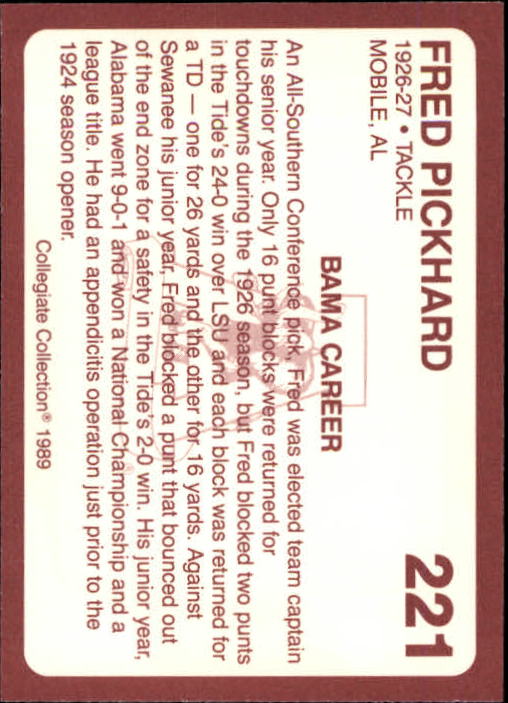 FRED PICKHARD 221
1926-27 • TACKLE
MOBILE, AL
BAMA CAREER
An All-Southern Conference pick, Fred was elected team captain
his senior year. Only 16 punt blocks were returned for
touchdowns during the 1926 season, but Fred blocked two punts
in the Tide's 24-0 win over LSU and each block was returned for
a TD — one for 26 yards and the other for 16 yards. Against
Sewanee his junior year, Fred blocked a punt that bounced out
of the end zone for a safety in the Tide's 2-0 win. His junior year,
Alabama went 9-0-1 and won a National Championship and a
league title. He had an appendicitis operation just prior to the
1924 season opener.
Collegiate Collection® 1989